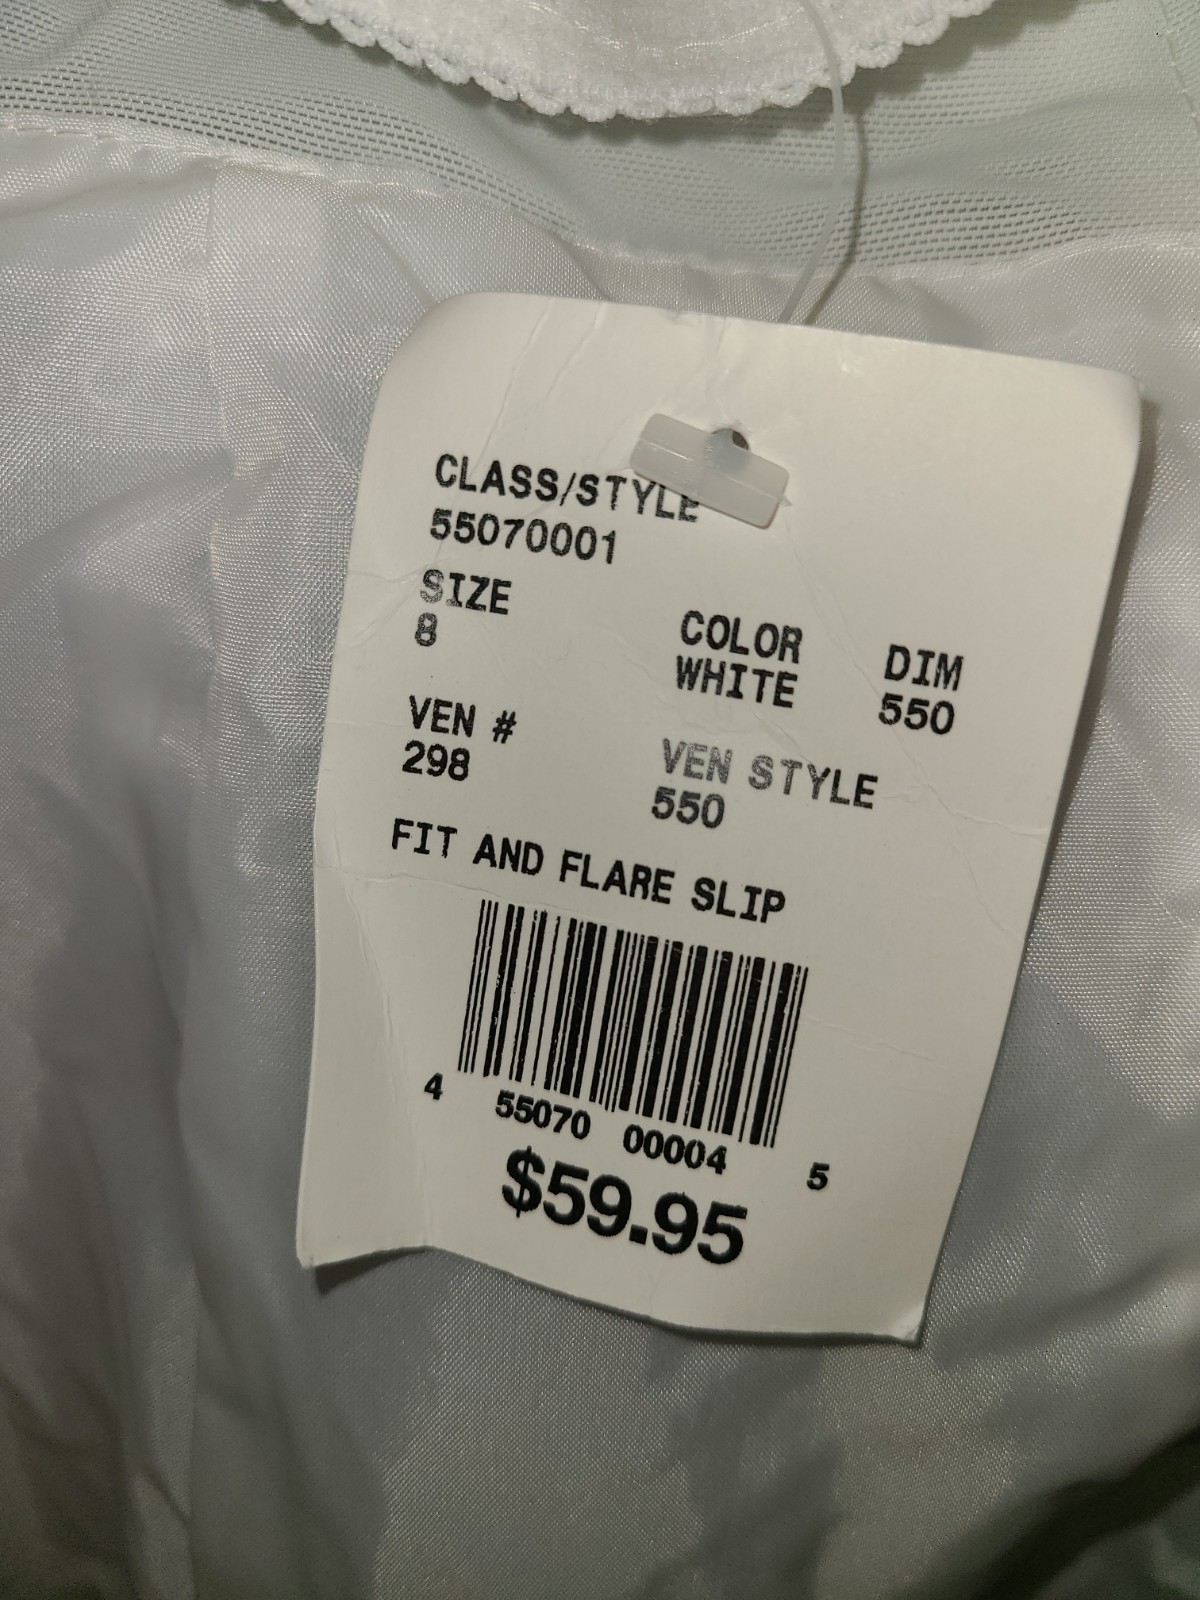 CLASS/STYLE
55070001
SIZE COLOR DIM
8 WHITE 550
VEN # VEN STYLE
298 550
FIT AND FLARE SLIP
4 55070 00004 5
$59.95